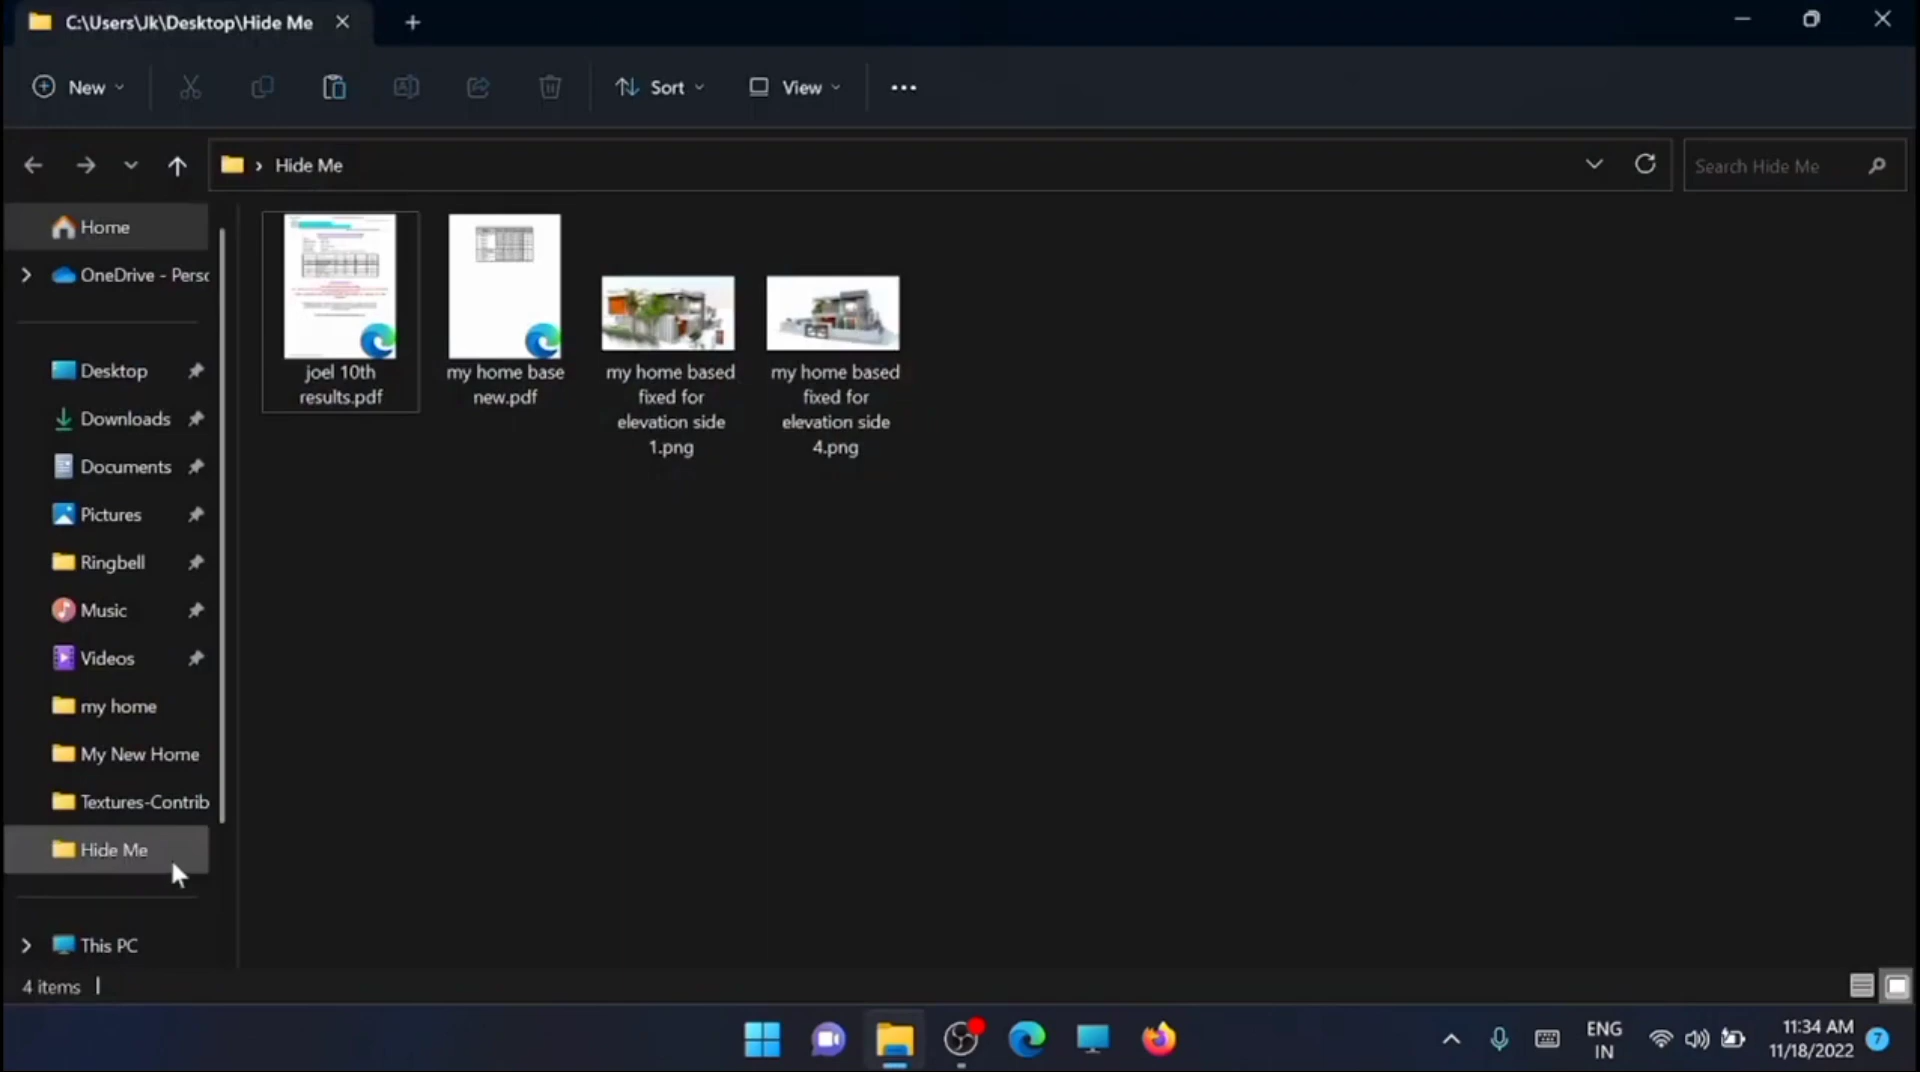 C:\Users\Jk\Desktop\Hide Me
New
Sort
View
Hide Me
Search Hide Me
Home
OneDrive - Persc
Desktop
Downloads
Documents
Pictures
Ringbell
Music
Videos
my home
My New Home
Textures-Contrib
Hide Me
This PC
joel 10th
results.pdf
my home base
new.pdf
my home based
fixed for
elevation side
1.png
my home based
fixed for
elevation side
4.png
4 items
ENG
IN
11:34 AM
11/18/2022
7